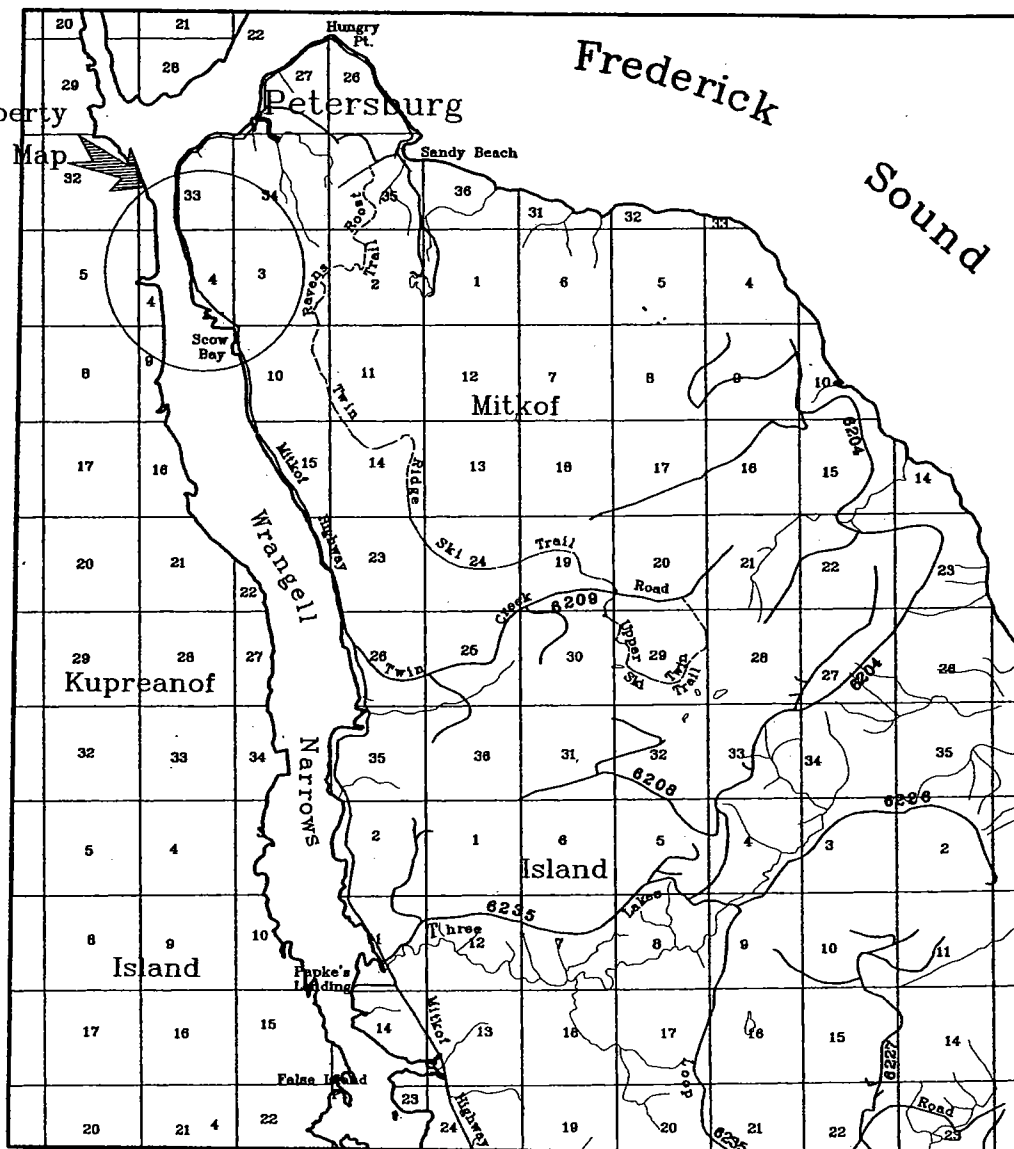 20 21 22
Hungry
Pt.
28
27 26
29
Frederick
Petersburg
perty
Map
Sandy Beach
32 33 34 35 36 31 32 33
Sound
Roost
Trail
Ravens
5 4 3 2 1 6 5 4
4
Scow
Bay
8 9 10 11 12 7 8 9 10
Twin
Mitkof
6204
17 16 15 14 13 18 17 16 15 14
Mitkof
Highway
Ridge
Wrangell
Ski Trail
20 21 22 23 24 19 20 21 22 23
Creek 6209 Road
29 28 27 26 25 30 29 28 27 26
Twin
Upper
Ski
Twin
Trail
6204
Kupreanof
32 33 34 35 36 31 32 33 34 35
Narrows
6208
6296
5 4 2 1 6 5 4 3 2
Island
Lakes
6235
Three
8 9 10 11 12 7 8 9 10 11
Island
Papke's
Landing
Mitkof
17 16 15 14 13 18 17 16 15 14
6227
Loop
False Island
Pt.
Highway
Road
20 21 4 22 23 24 19 20 21 22 23
6235